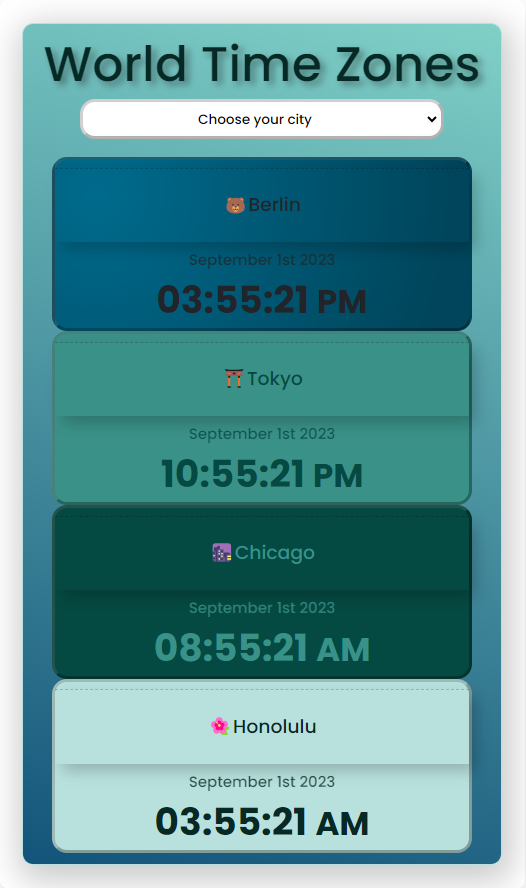 World Time Zones
Choose your city
🐻Berlin
September 1st 2023
03:55:21 PM
⛩️Tokyo
September 1st 2023
10:55:21 PM
🌆Chicago
September 1st 2023
08:55:21 AM
🌺Honolulu
September 1st 2023
03:55:21 AM